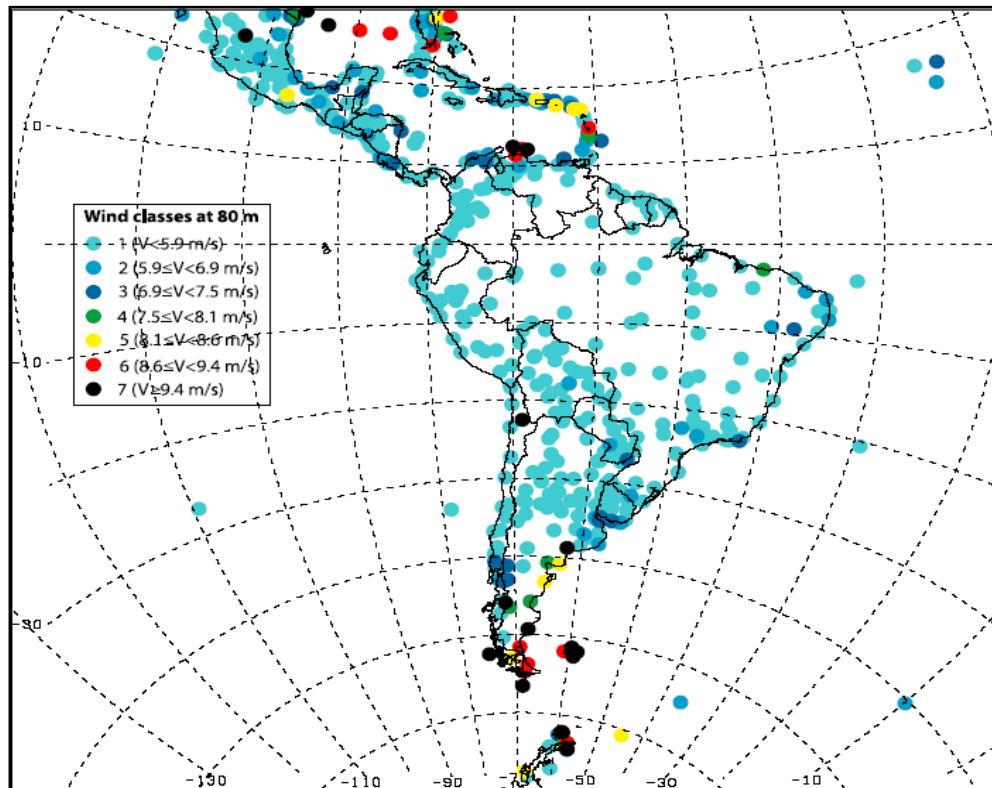 10
Wind classes at 80 m
1 (V<5.9 m/s)
2 (5.9≤V<6.9 m/s)
3 (6.9≤V<7.5 m/s)
4 (7.5≤V<8.1 m/s)
5 (8.1≤V<8.6 m/s)
6 (8.6≤V<9.4 m/s)
7 (V≥9.4 m/s)
-10
-30
-130 -110 -90 -70 -50 -30 -10